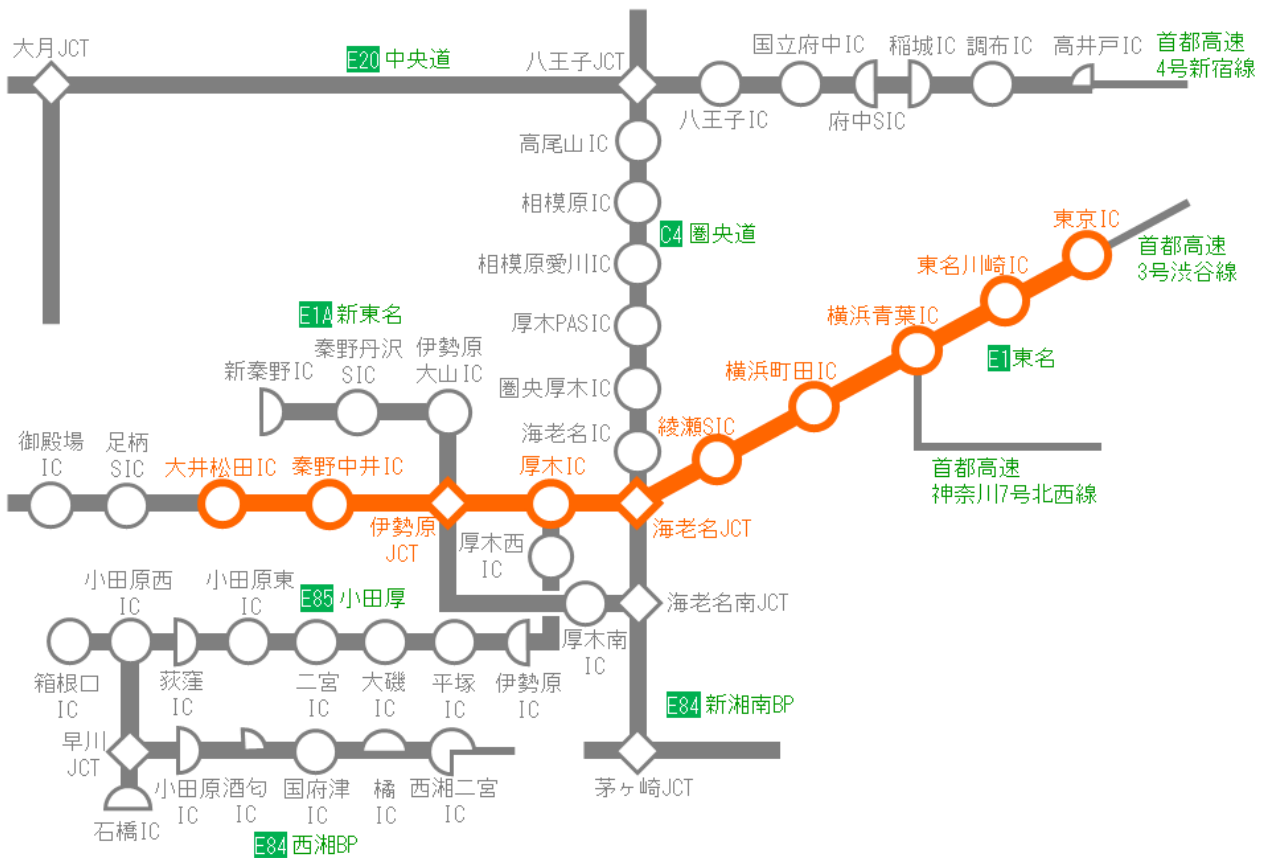 大月JCT
E20 中央道
八王子JCT
国立府中IC
稲城IC
調布IC
高井戸IC
首都高速
4号新宿線
八王子IC
府中SIC
高尾山IC
相模原IC
C4 圏央道
相模原愛川IC
厚木PASIC
圏央厚木IC
海老名IC
東京IC
首都高速
3号渋谷線
東名川崎IC
横浜青葉IC
E1 東名
横浜町田IC
綾瀬SIC
首都高速
神奈川7号北西線
E1A 新東名
新秦野IC
秦野丹沢
SIC
伊勢原
大山IC
御殿場
IC
足柄
SIC
大井松田IC
秦野中井IC
伊勢原
JCT
厚木IC
海老名JCT
厚木西
IC
海老名南JCT
厚木南
IC
小田原西
IC
小田原東
IC
E85 小田厚
箱根口
IC
荻窪
IC
二宮
IC
大磯
IC
平塚
IC
伊勢原
IC
E84 新湘南BP
茅ヶ崎JCT
早川
JCT
石橋IC
小田原
IC
酒匂
IC
国府津
IC
橘
IC
西湘二宮
IC
E84 西湘BP